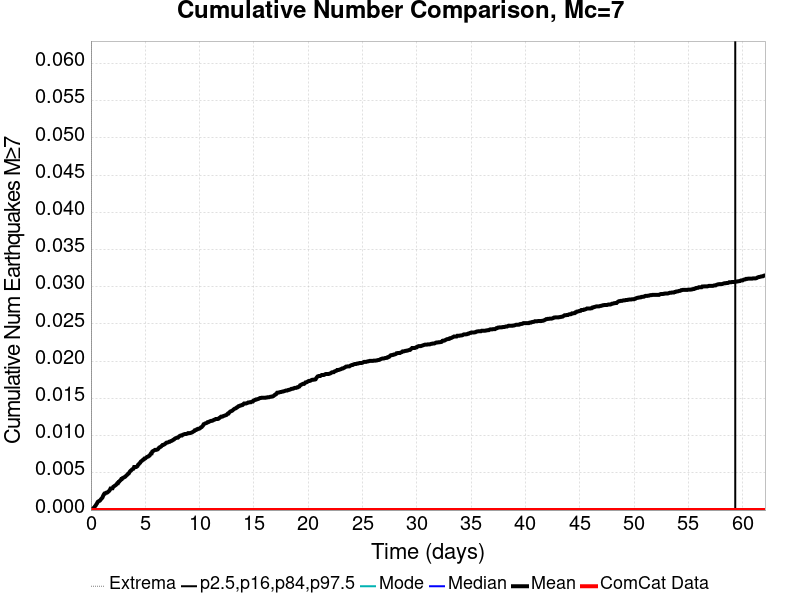 Cumulative Number Comparison, Mc=7
Cumulative Num Earthquakes M≥7
0.060
0.055
0.050
0.045
0.040
0.035
0.030
0.025
0.020
0.015
0.010
0.005
0.000
0 5 10 15 20 25 30 35 40 45 50 55 60
Time (days)
Extrema p2.5,p16,p84,p97.5 Mode Median Mean ComCat Data